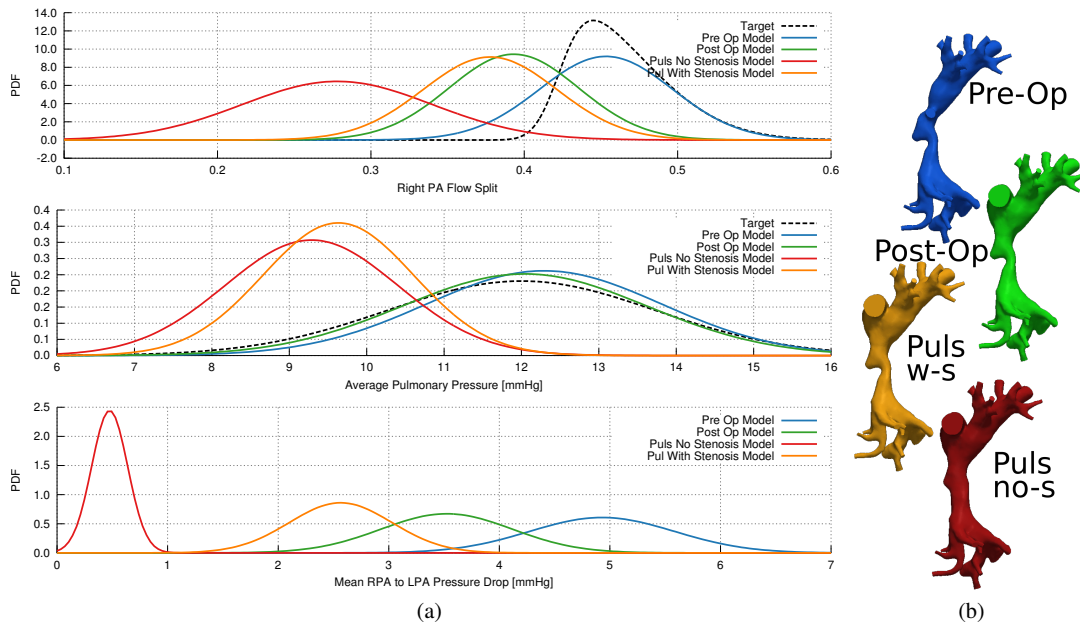 14.0
12.0
10.0
8.0
6.0
4.0
2.0
0.0
-2.0
PDF
Target
Pre Op Model
Post Op Model
Puls No Stenosis Model
Pul With Stenosis Model
0.1 0.2 0.3 0.4 0.5 0.6
Right PA Flow Split
0.4
0.3
0.3
0.2
0.2
0.1
0.1
0.0
PDF
Target
Pre Op Model
Post Op Model
Puls No Stenosis Model
Pul With Stenosis Model
6 7 8 9 10 11 12 13 14 15 16
Average Pulmonary Pressure [mmHg]
2.5
2.0
1.5
1.0
0.5
0.0
PDF
Pre Op Model
Post Op Model
Puls No Stenosis Model
Pul With Stenosis Model
0 1 2 3 4 5 6 7
Mean RPA to LPA Pressure Drop [mmHg]
(a)
Pre-Op
Post-Op
Puls
w-s
Puls
no-s
(b)